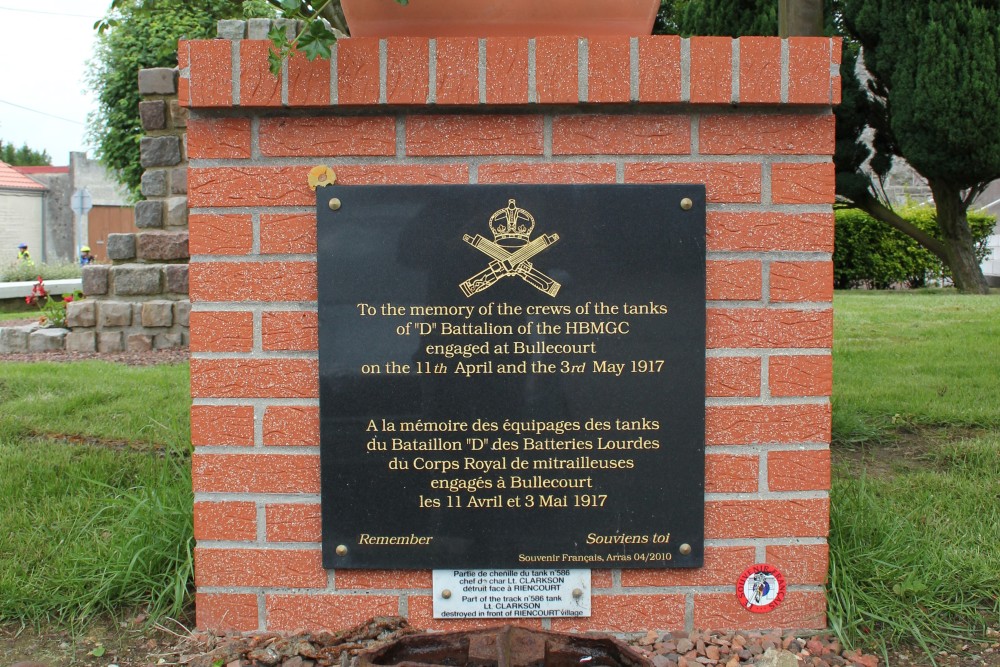 To the memory of the crews of the tanks
of "D" Battalion of the HBMGC
engaged at Bullecourt
on the 11th April and the 3rd May 1917
A la mémoire des équipages des tanks
du Bataillon "D" des Batteries Lourdes
du Corps Royal de mitrailleuses
engagés à Bullecourt
les 11 Avril et 3 Mai 1917
Remember Souviens toi
Souvenir Français, Arras 04/2010
Partie de chenille du tank n°586
chef de char Lt. CLARKSON
détruit face à RIENCOURT
Part of the track n°586 tank
Lt. CLARKSON
destroyed in front of RIENCOURT village